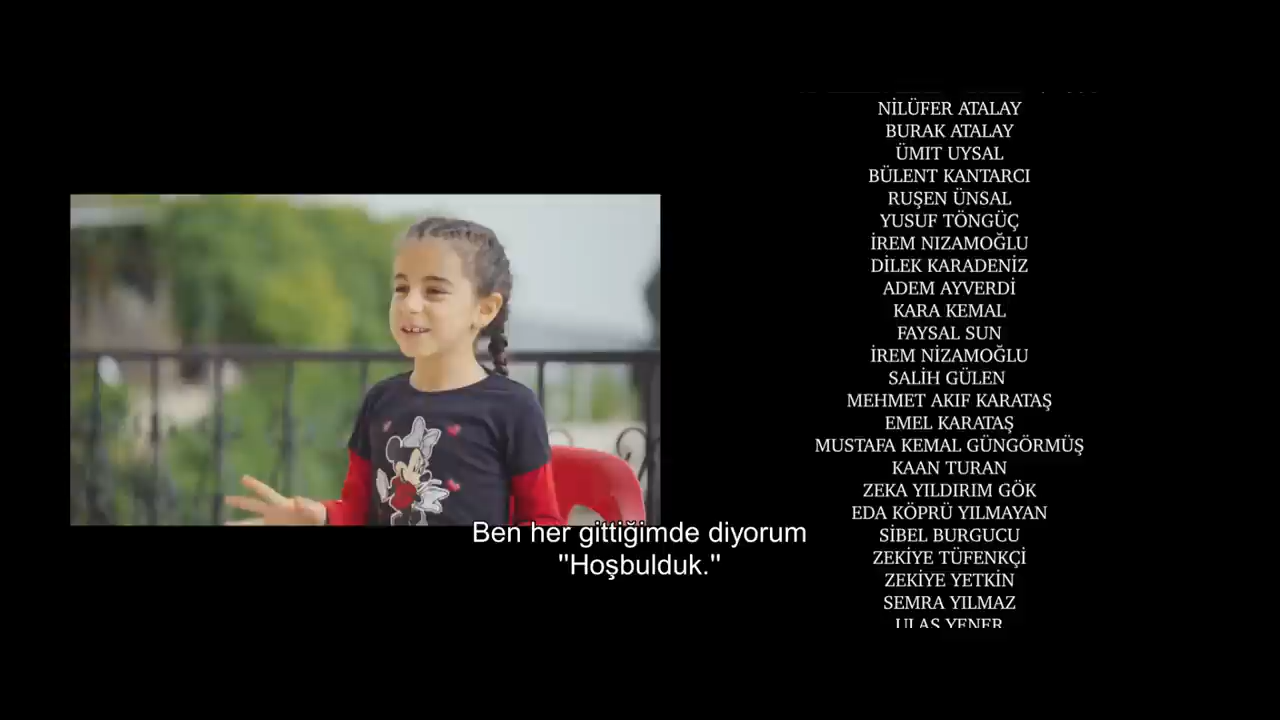 NİLÜFER ATALAY
BURAK ATALAY
ÜMIT UYSAL
BÜLENT KANTARCI
RUŞEN ÜNSAL
YUSUF TÖNGÜÇ
İREM NIZAMOĞLU
DİLEK KARADENİZ
ADEM AYVERDİ
KARA KEMAL
FAYSAL SUN
İREM NİZAMOĞLU
SALİH GÜLEN
MEHMET AKIF KARATAŞ
EMEL KARATAŞ
MUSTAFA KEMAL GÜNGÖRMÜŞ
KAAN TURAN
ZEKA YILDIRIM GÖK
EDA KÖPRÜ YILMAYAN
SİBEL BURGUCU
ZEKİYE TÜFENKÇİ
ZEKİYE YETKİN
SEMRA YILMAZ
ULAŞ YENER
Ben her gittiğimde diyorum
"Hoşbulduk."